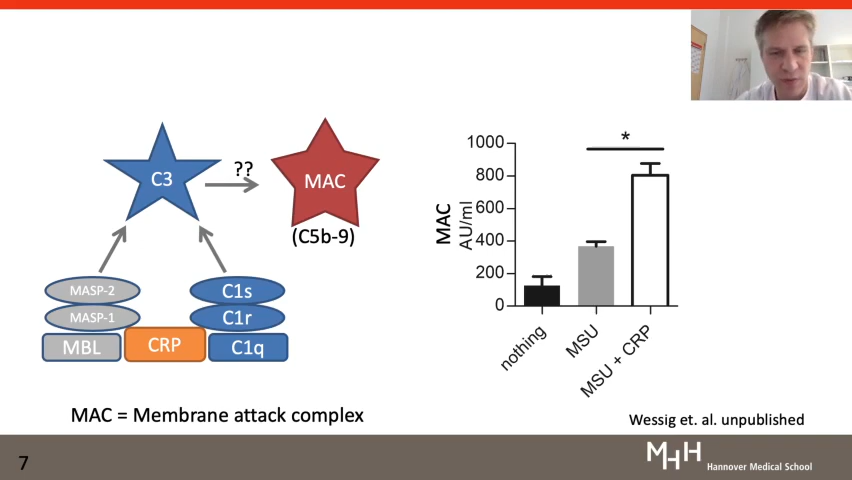 C3
??
MAC
(C5b-9)
MASP-2
MASP-1
MBL
CRP
C1s
C1r
C1q
MAC = Membrane attack complex
MAC
AU/ml
1000
800
600
400
200
0
*
nothing
MSU
MSU + CRP
Wessig et. al. unpublished
7
MHH
Hannover Medical School